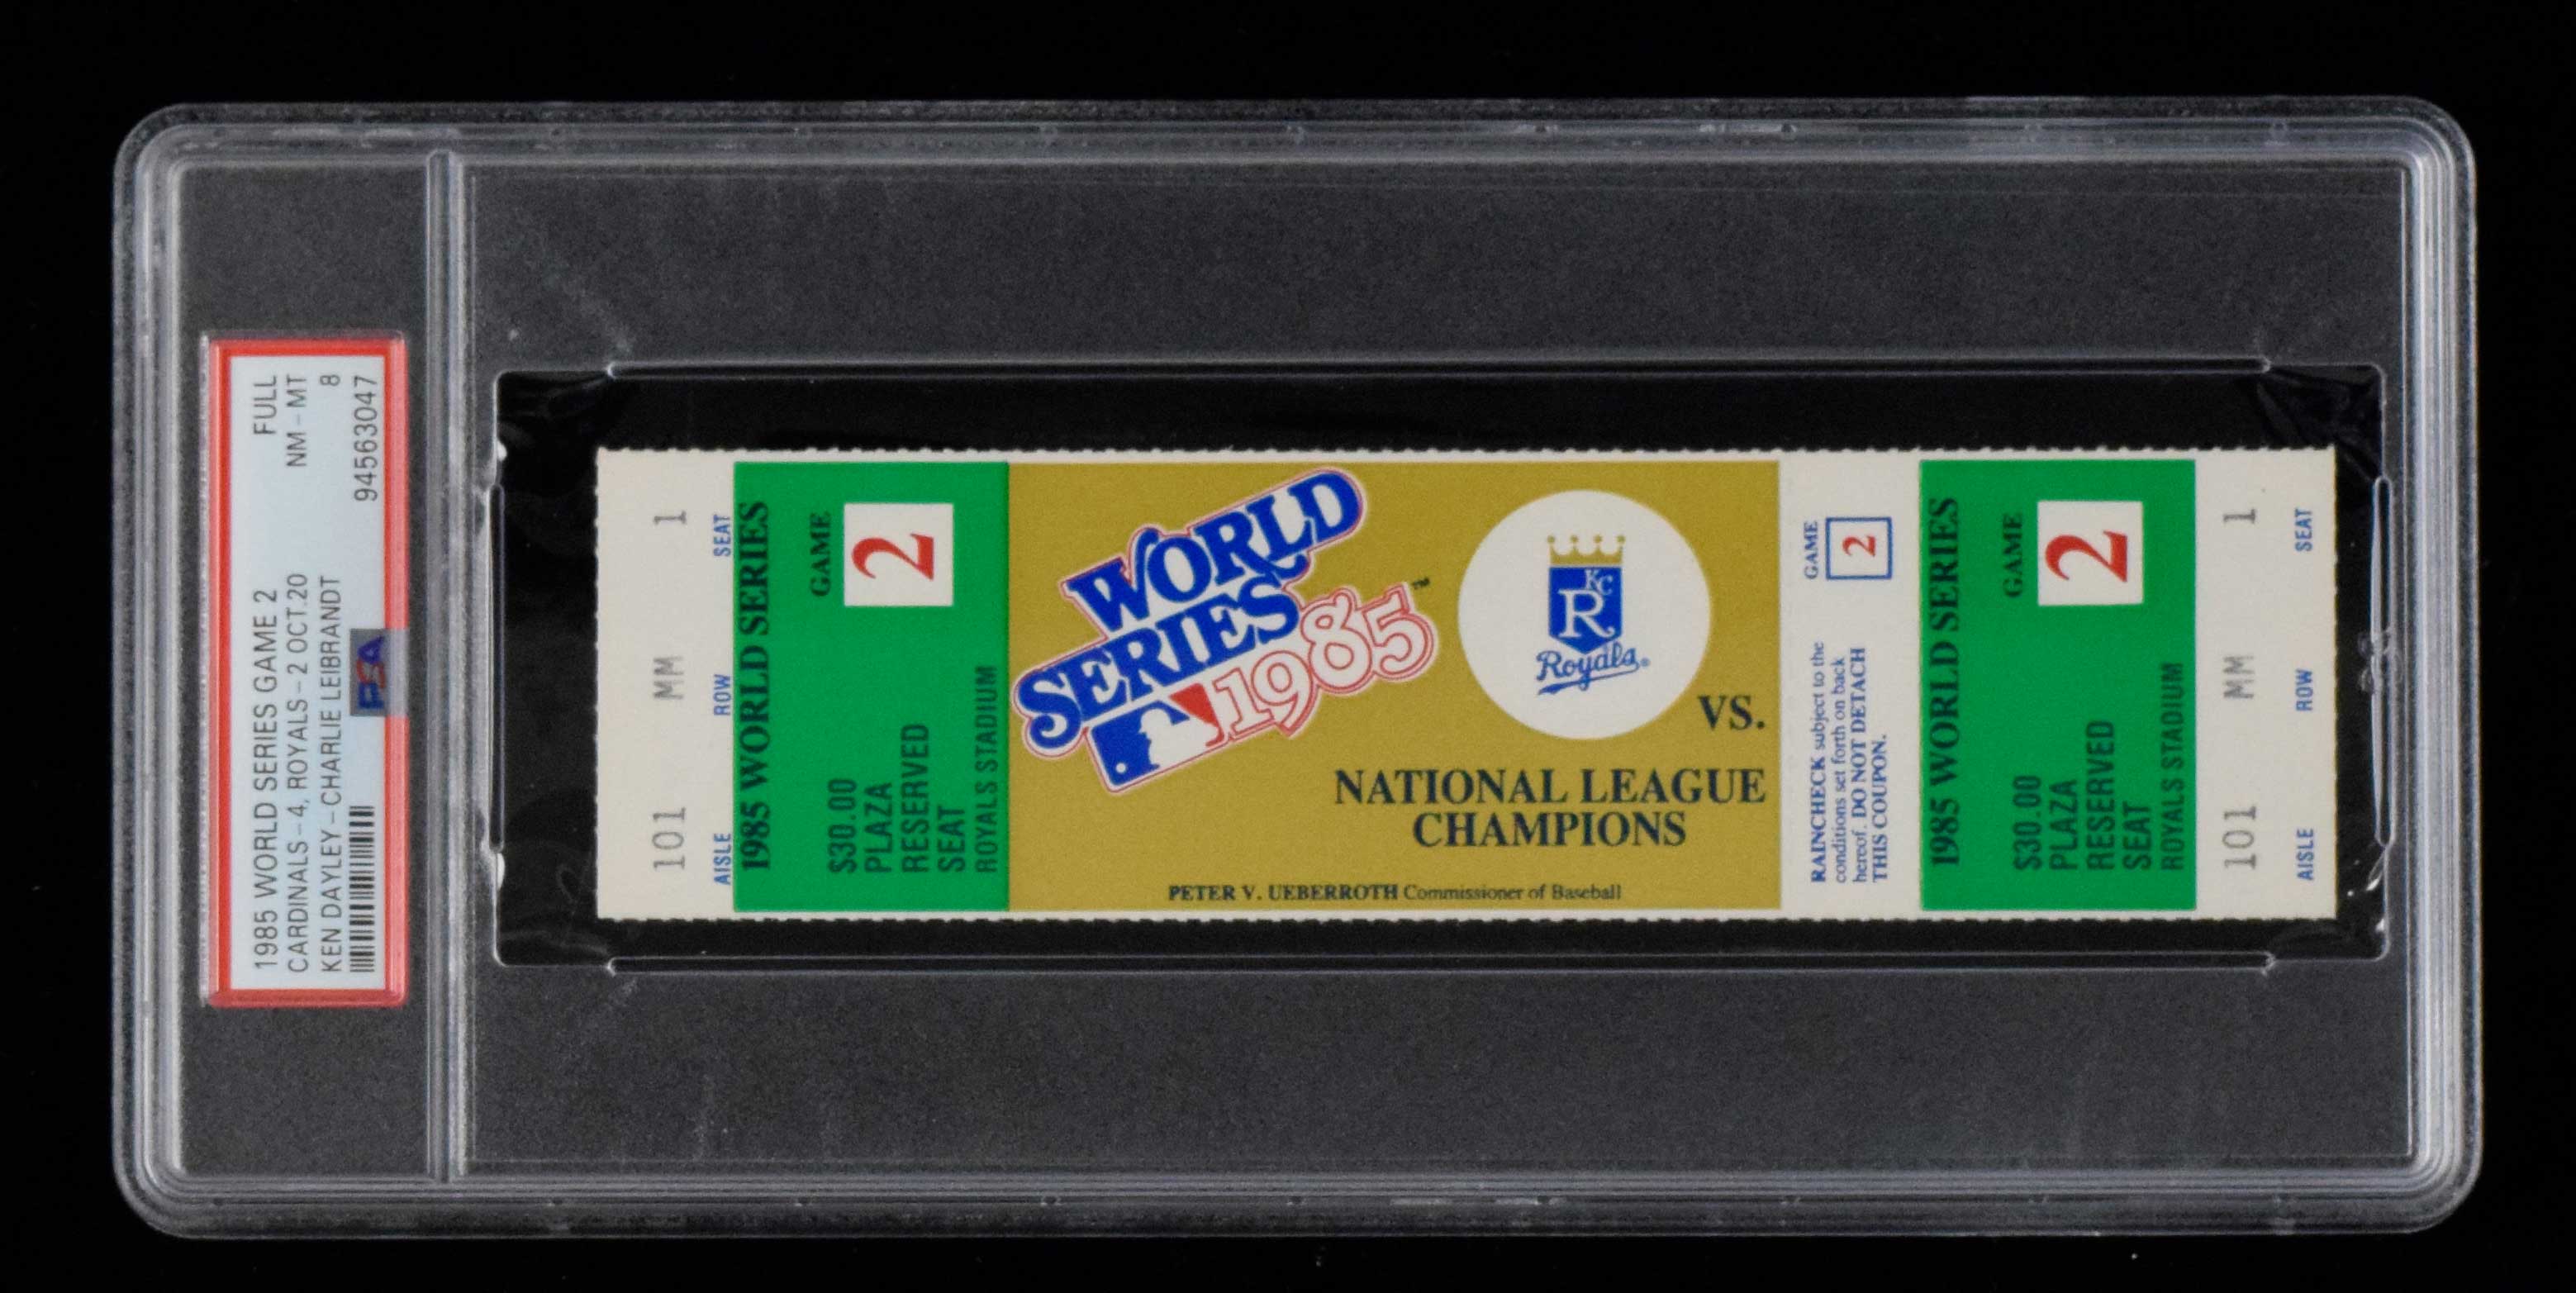 1985 WORLD SERIES GAME 2 FULL
CARDINALS-4, ROYALS-2 OCT.20 NM-MT
KEN DAYLEY-CHARLIE LEIBRANDT 8
94563047
PSA
101 MM 1
AISLE ROW SEAT
1985 WORLD SERIES
GAME
2
$30.00
PLAZA
RESERVED
SEAT
ROYALS STADIUM
WORLD
SERIES
1985™
KC
R
Royals®
VS.
NATIONAL LEAGUE
CHAMPIONS
PETER V. UEBERROTH Commissioner of Baseball
GAME
2
RAINCHECK subject to the
conditions set forth on back
hereof. DO NOT DETACH
THIS COUPON.
1985 WORLD SERIES
GAME
2
$30.00
PLAZA
RESERVED
SEAT
ROYALS STADIUM
101 MM 1
AISLE ROW SEAT